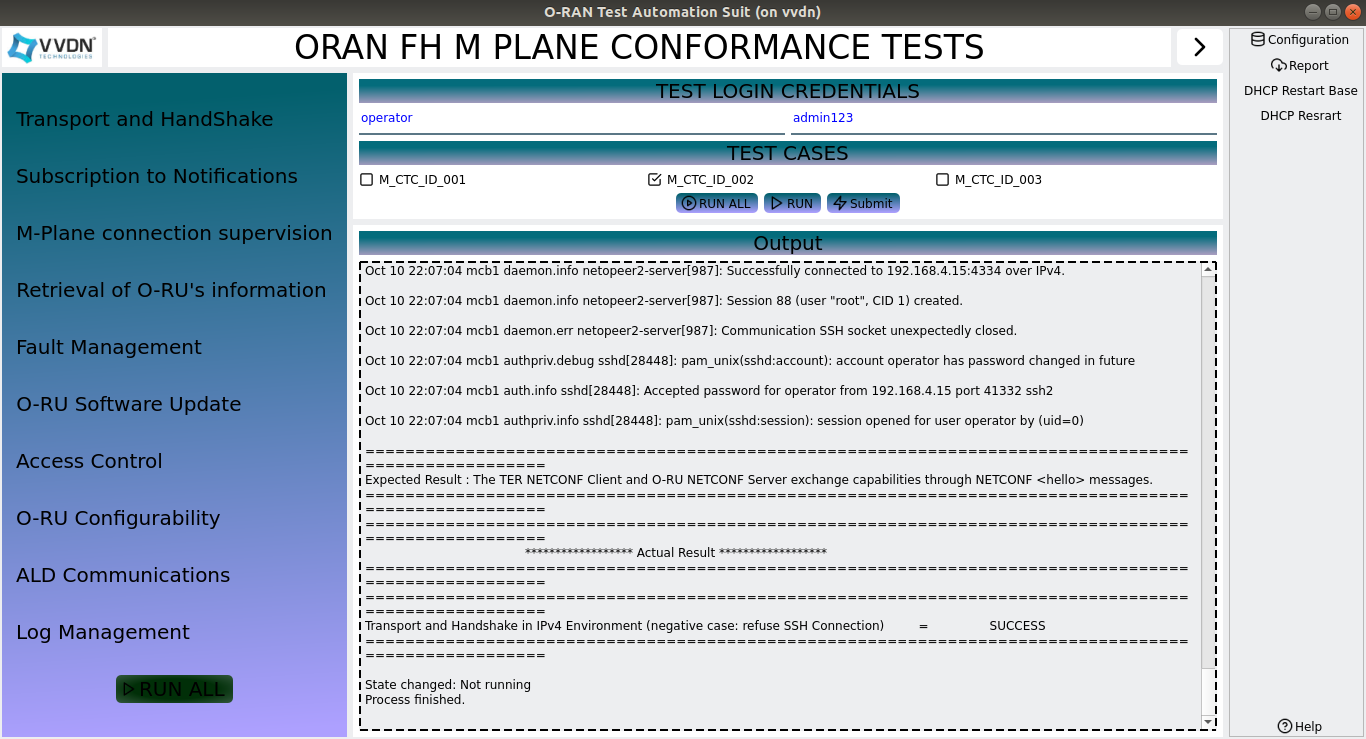 O-RAN Test Automation Suit (on vvdn)
VVDN
TECHNOLOGIES
ORAN FH M PLANE CONFORMANCE TESTS
Configuration
Report
DHCP Restart Base
DHCP Resrart
Transport and HandShake
Subscription to Notifications
M-Plane connection supervision
Retrieval of O-RU's information
Fault Management
O-RU Software Update
Access Control
O-RU Configurability
ALD Communications
Log Management
RUN ALL
TEST LOGIN CREDENTIALS
operator admin123
TEST CASES
M_CTC_ID_001 M_CTC_ID_002 M_CTC_ID_003
RUN ALL RUN Submit
Output
Oct 10 22:07:04 mcb1 daemon.info netopeer2-server[987]: Successfully connected to 192.168.4.15:4334 over IPv4.
Oct 10 22:07:04 mcb1 daemon.info netopeer2-server[987]: Session 88 (user "root", CID 1) created.
Oct 10 22:07:04 mcb1 daemon.err netopeer2-server[987]: Communication SSH socket unexpectedly closed.
Oct 10 22:07:04 mcb1 authpriv.debug sshd[28448]: pam_unix(sshd:account): account operator has password changed in future
Oct 10 22:07:04 mcb1 auth.info sshd[28448]: Accepted password for operator from 192.168.4.15 port 41332 ssh2
Oct 10 22:07:04 mcb1 authpriv.info sshd[28448]: pam_unix(sshd:session): session opened for user operator by (uid=0)
====================================================================================
==================
Expected Result : The TER NETCONF Client and O-RU NETCONF Server exchange capabilities through NETCONF <hello> messages.
====================================================================================
==================
====================================================================================
==================
****************** Actual Result ******************
====================================================================================
==================
====================================================================================
==================
Transport and Handshake in IPv4 Environment (negative case: refuse SSH Connection) = SUCCESS
====================================================================================
==================
State changed: Not running
Process finished.
Help